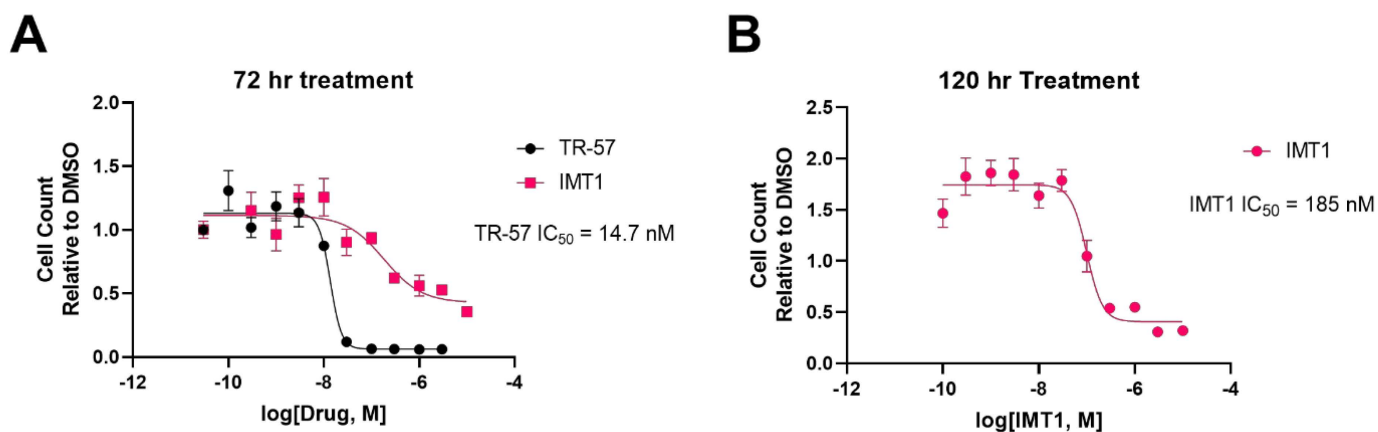 A
72 hr treatment
2.0
1.5
1.0
0.5
0.0
Cell Count
Relative to DMSO
-12
-10
-8
-6
-4
log[Drug, M]
TR-57
IMT1
TR-57 IC₅₀ = 14.7 nM
B
120 hr Treatment
2.5
2.0
1.5
1.0
0.5
0.0
Cell Count
Relative to DMSO
-12
-10
-8
-6
-4
log[IMT1, M]
IMT1
IMT1 IC₅₀ = 185 nM